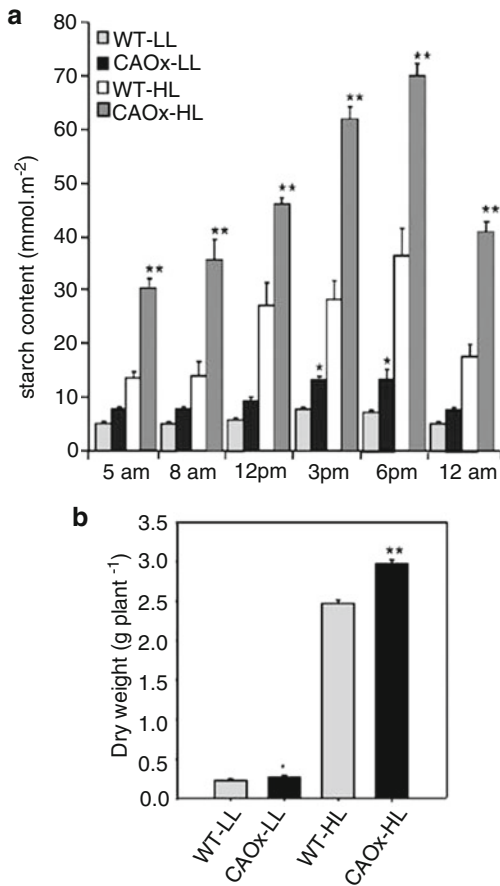 a
80
70
60
50
40
30
20
10
0
starch content (mmol.m-2)
WT-LL
CAOx-LL
WT-HL
CAOx-HL
**
**
**
*
**
*
**
**
5 am 8 am 12pm 3pm 6pm 12 am
b
3.5
3.0
2.5
2.0
1.5
1.0
0.5
0.0
Dry weight (g plant -1)
*
**
WT-LL
CAOx-LL
WT-HL
CAOx-HL